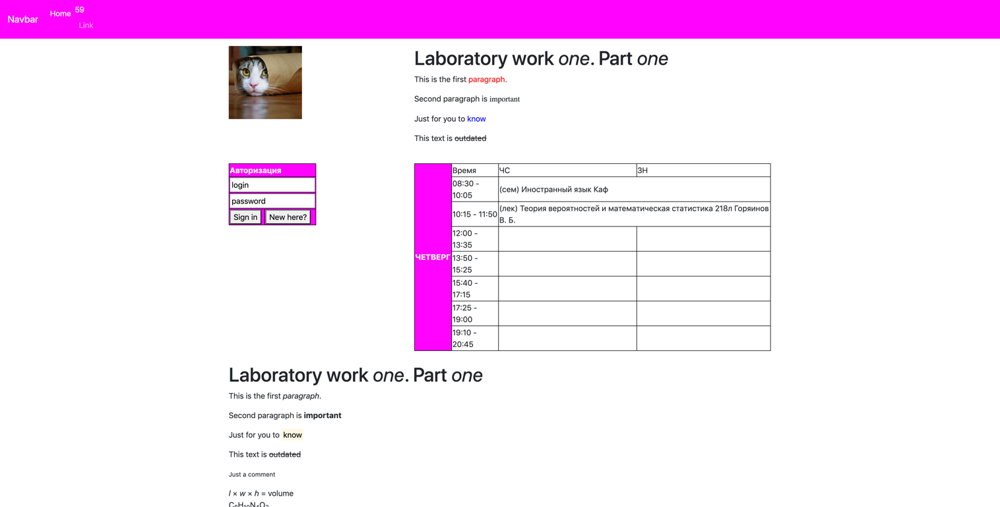 Navbar
Home
59
Link
Laboratory work one. Part one
This is the first paragraph.
Second paragraph is important
Just for you to know
This text is outdated
Авторизация
login
password
Sign in New here?
ЧЕТВЕРГ
Время ЧС ЗН
08:30 -
10:05
(сем) Иностранный язык Каф
10:15 - 11:50
(лек) Теория вероятностей и математическая статистика 218л Горяинов
В. Б.
12:00 -
13:35
13:50 -
15:25
15:40 -
17:15
17:25 -
19:00
19:10 -
20:45
Laboratory work one. Part one
This is the first paragraph.
Second paragraph is important
Just for you to know
This text is outdated
Just a comment
l × w × h = volume